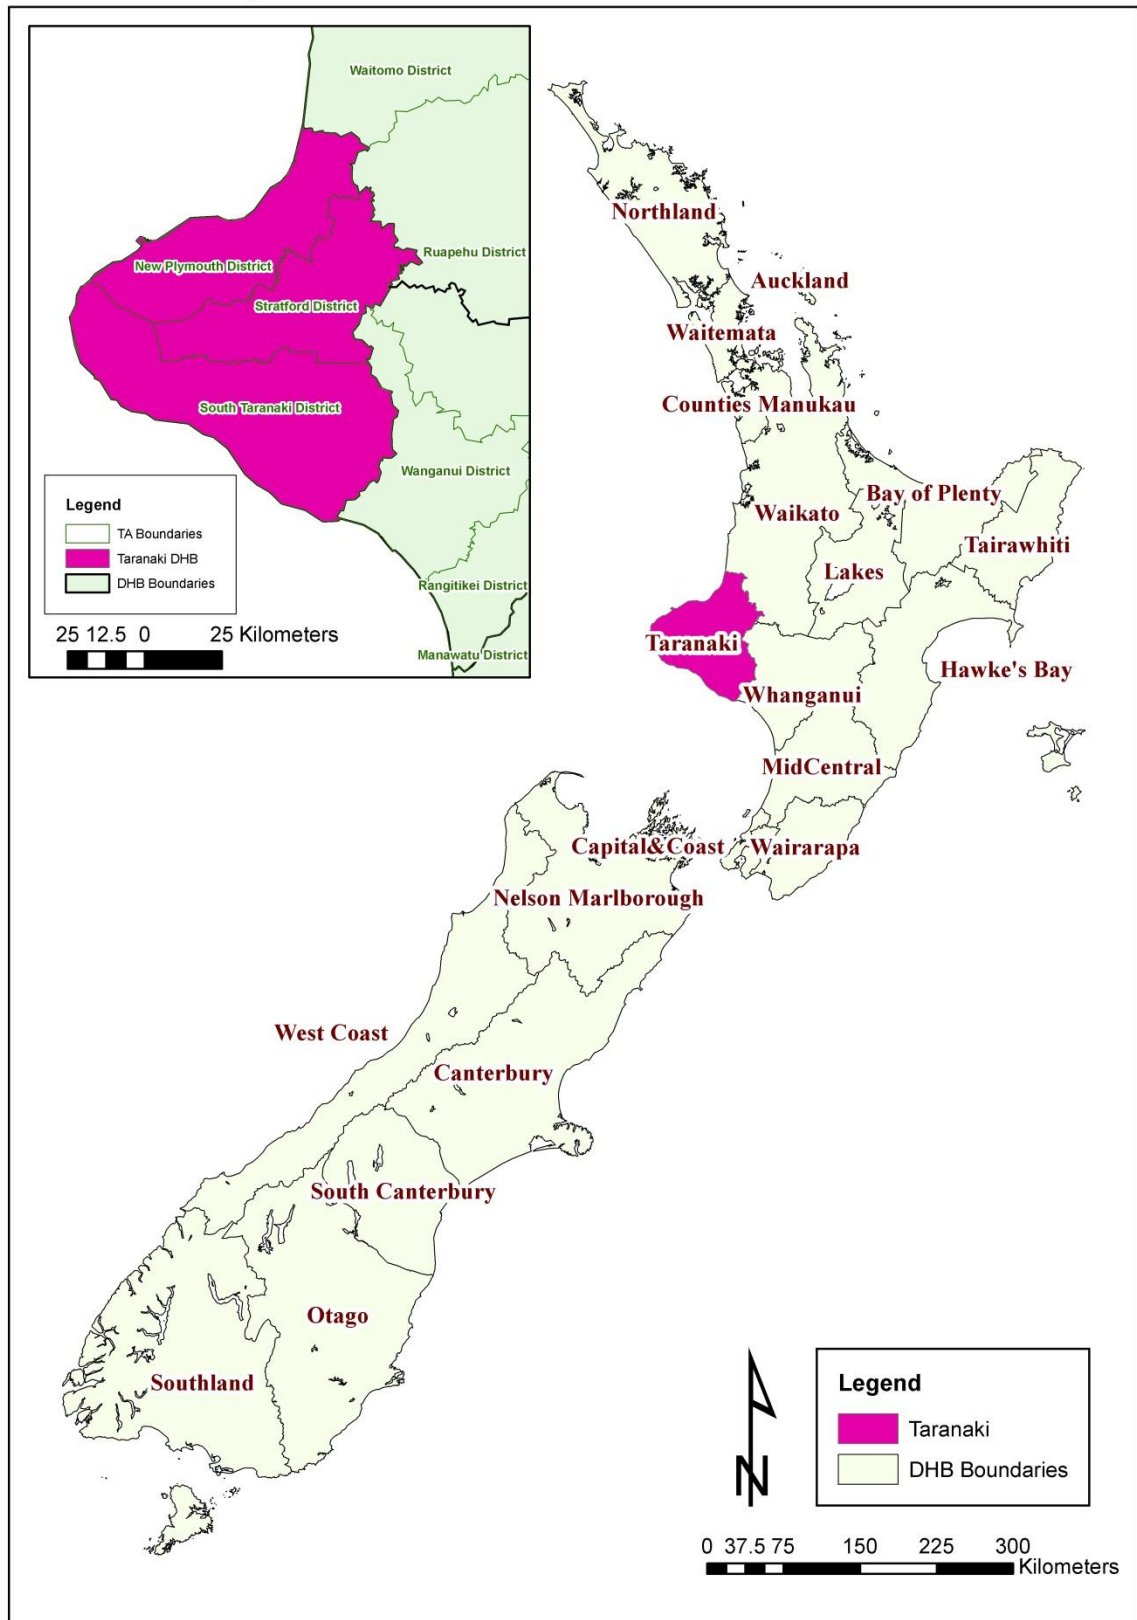 Waitomo District
New Plymouth District
Ruapehu District
Stratford District
South Taranaki District
Wanganui District
Rangitikei District
Manawatu District
Legend
TA Boundaries
Taranaki DHB
DHB Boundaries
25 12.5 0 25 Kilometers
Northland
Auckland
Waitemata
Counties Manukau
Bay of Plenty
Waikato
Tairawhiti
Lakes
Taranaki
Hawke's Bay
Whanganui
MidCentral
Capital&Coast
Wairarapa
Nelson Marlborough
West Coast
Canterbury
South Canterbury
Otago
Southland
N
Legend
Taranaki
DHB Boundaries
0 37.5 75 150 225 300
Kilometers